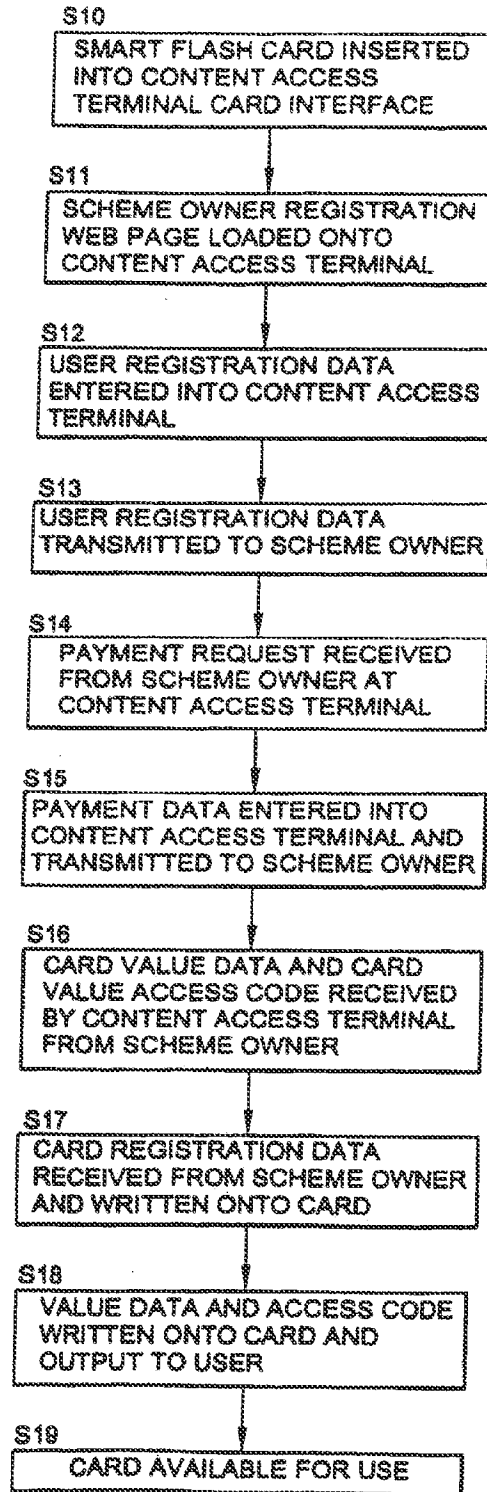 S10
SMART FLASH CARD INSERTED
INTO CONTENT ACCESS
TERMINAL CARD INTERFACE
S11
SCHEME OWNER REGISTRATION
WEB PAGE LOADED ONTO
CONTENT ACCESS TERMINAL
S12
USER REGISTRATION DATA
ENTERED INTO CONTENT ACCESS
TERMINAL
S13
USER REGISTRATION DATA
TRANSMITTED TO SCHEME OWNER
S14
PAYMENT REQUEST RECEIVED
FROM SCHEME OWNER AT
CONTENT ACCESS TERMINAL
S15
PAYMENT DATA ENTERED INTO
CONTENT ACCESS TERMINAL AND
TRANSMITTED TO SCHEME OWNER
S16
CARD VALUE DATA AND CARD
VALUE ACCESS CODE RECEIVED
BY CONTENT ACCESS TERMINAL
FROM SCHEME OWNER
S17
CARD REGISTRATION DATA
RECEIVED FROM SCHEME OWNER
AND WRITTEN ONTO CARD
S18
VALUE DATA AND ACCESS CODE
WRITTEN ONTO CARD AND
OUTPUT TO USER
S19
CARD AVAILABLE FOR USE